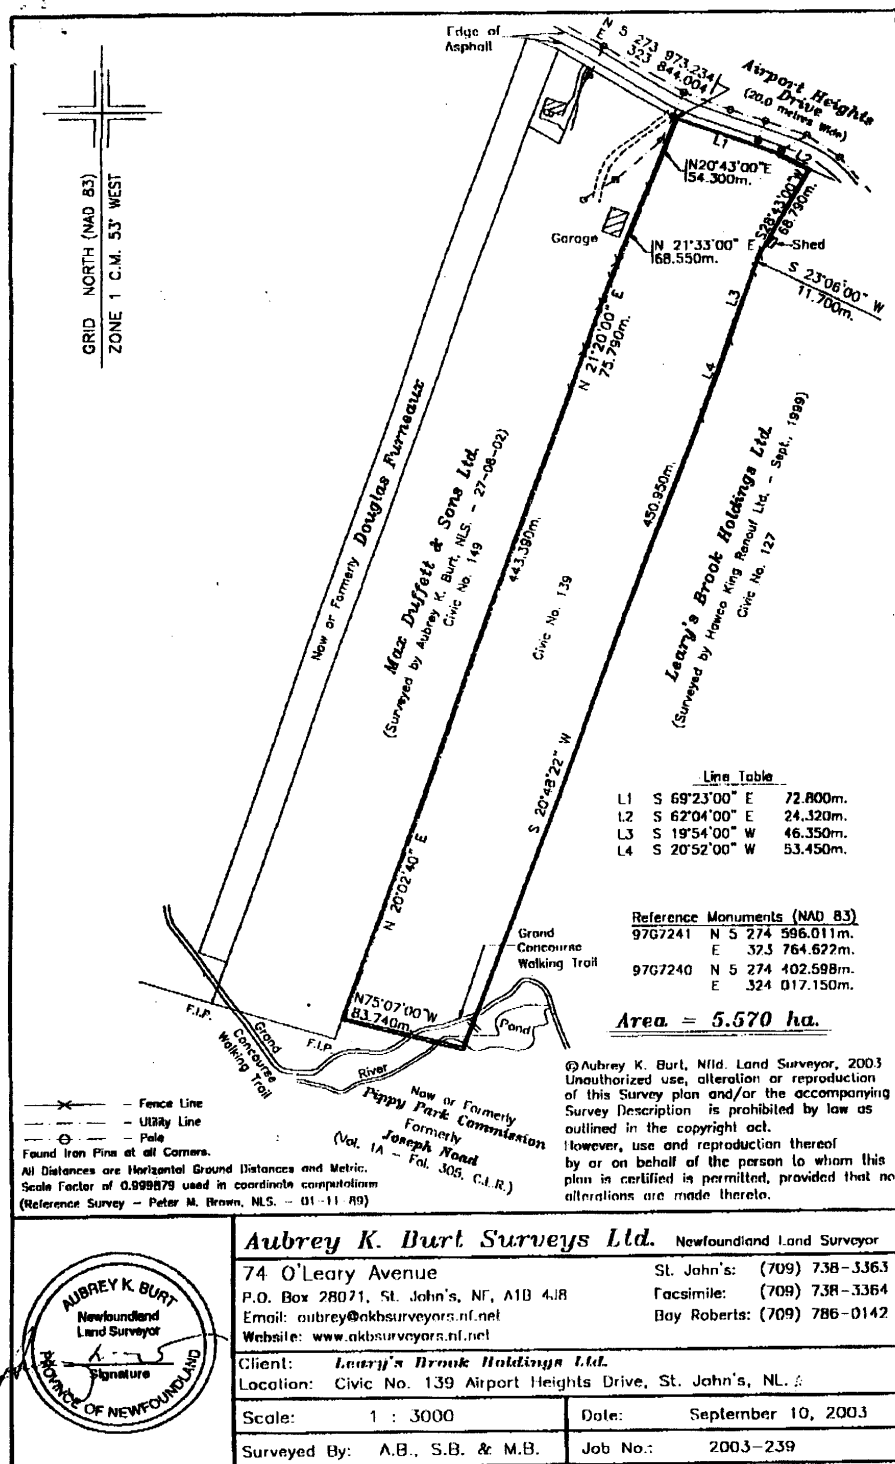 Edge of
Asphalt
N 5 273 973.234
E 323 844.004
Airport Heights
Drive
(20.0 metres Wide)
GRID NORTH (NAD 83)
ZONE 1 C.M. 53° WEST
L1
L2
N20°43'00"E
54.300m.
S28°43'00"W
68.790m.
Garage
N 21°33'00" E
68.550m.
Shed
S 23°06'00" W
11.700m.
N 21°20'00" E
75.790m.
L3
L4
Now or Formerly Douglas Furneaux
Max Duffett & Sons Ltd.
(Surveyed by Aubrey K. Burt, NLS. - 27-08-02)
Civic No. 149
443.390m.
Civic No. 139
450.950m.
Leary's Brook Holdings Ltd.
(Surveyed by Hawco King Renouf Ltd. - Sept., 1999)
Civic No. 127
N 20°02'40" E
S 20°48'22" W
Line Table
L1 S 69°23'00" E 72.800m.
L2 S 62°04'00" E 24.320m.
L3 S 19°54'00" W 46.350m.
L4 S 20°52'00" W 53.450m.
Reference Monuments (NAD 83)
97G7241 N 5 274 596.011m.
E 323 764.622m.
97G7240 N 5 274 402.598m.
E 324 017.150m.
Area = 5.570 ha.
Grand
Concourse
Walking Trail
N75°07'00"W
83.740m.
Pond
F.I.P.
F.I.P.
Grand
Concourse
Walking Trail
River
Now or Formerly
Pippy Park Commission
Formerly
Joseph Noad
(Vol. 1A - Fol. 305, C.L.R.)
© Aubrey K. Burt, Nfld. Land Surveyor, 2003
Unauthorized use, alteration or reproduction
of this Survey plan and/or the accompanying
Survey Description is prohibited by law as
outlined in the copyright act.
However, use and reproduction thereof
by or on behalf of the person to whom this
plan is certified is permitted, provided that no
alterations are made thereto.
Fence Line
Utility Line
Pole
Found Iron Pins at all Corners.
All Distances are Horizontal Ground Distances and Metric.
Scale Factor of 0.999879 used in coordinate computations
(Reference Survey - Peter M. Brown, NLS. - 01-11-89)
AUBREY K. BURT
Newfoundland
Land Surveyor
Signature
PROVINCE OF NEWFOUNDLAND
Aubrey K. Burt Surveys Ltd. Newfoundland Land Surveyor
74 O'Leary Avenue
P.O. Box 28071, St. John's, NF, A1B 4J8
Email: aubrey@akbsurveyors.nf.net
Website: www.akbsurveyors.nf.net
St. John's: (709) 738-3363
Facsimile: (709) 738-3364
Bay Roberts: (709) 786-0142
Client: Leary's Brook Holdings Ltd.
Location: Civic No. 139 Airport Heights Drive, St. John's, NL.
Scale: 1 : 3000
Date: September 10, 2003
Surveyed By: A.B., S.B. & M.B.
Job No.: 2003-239